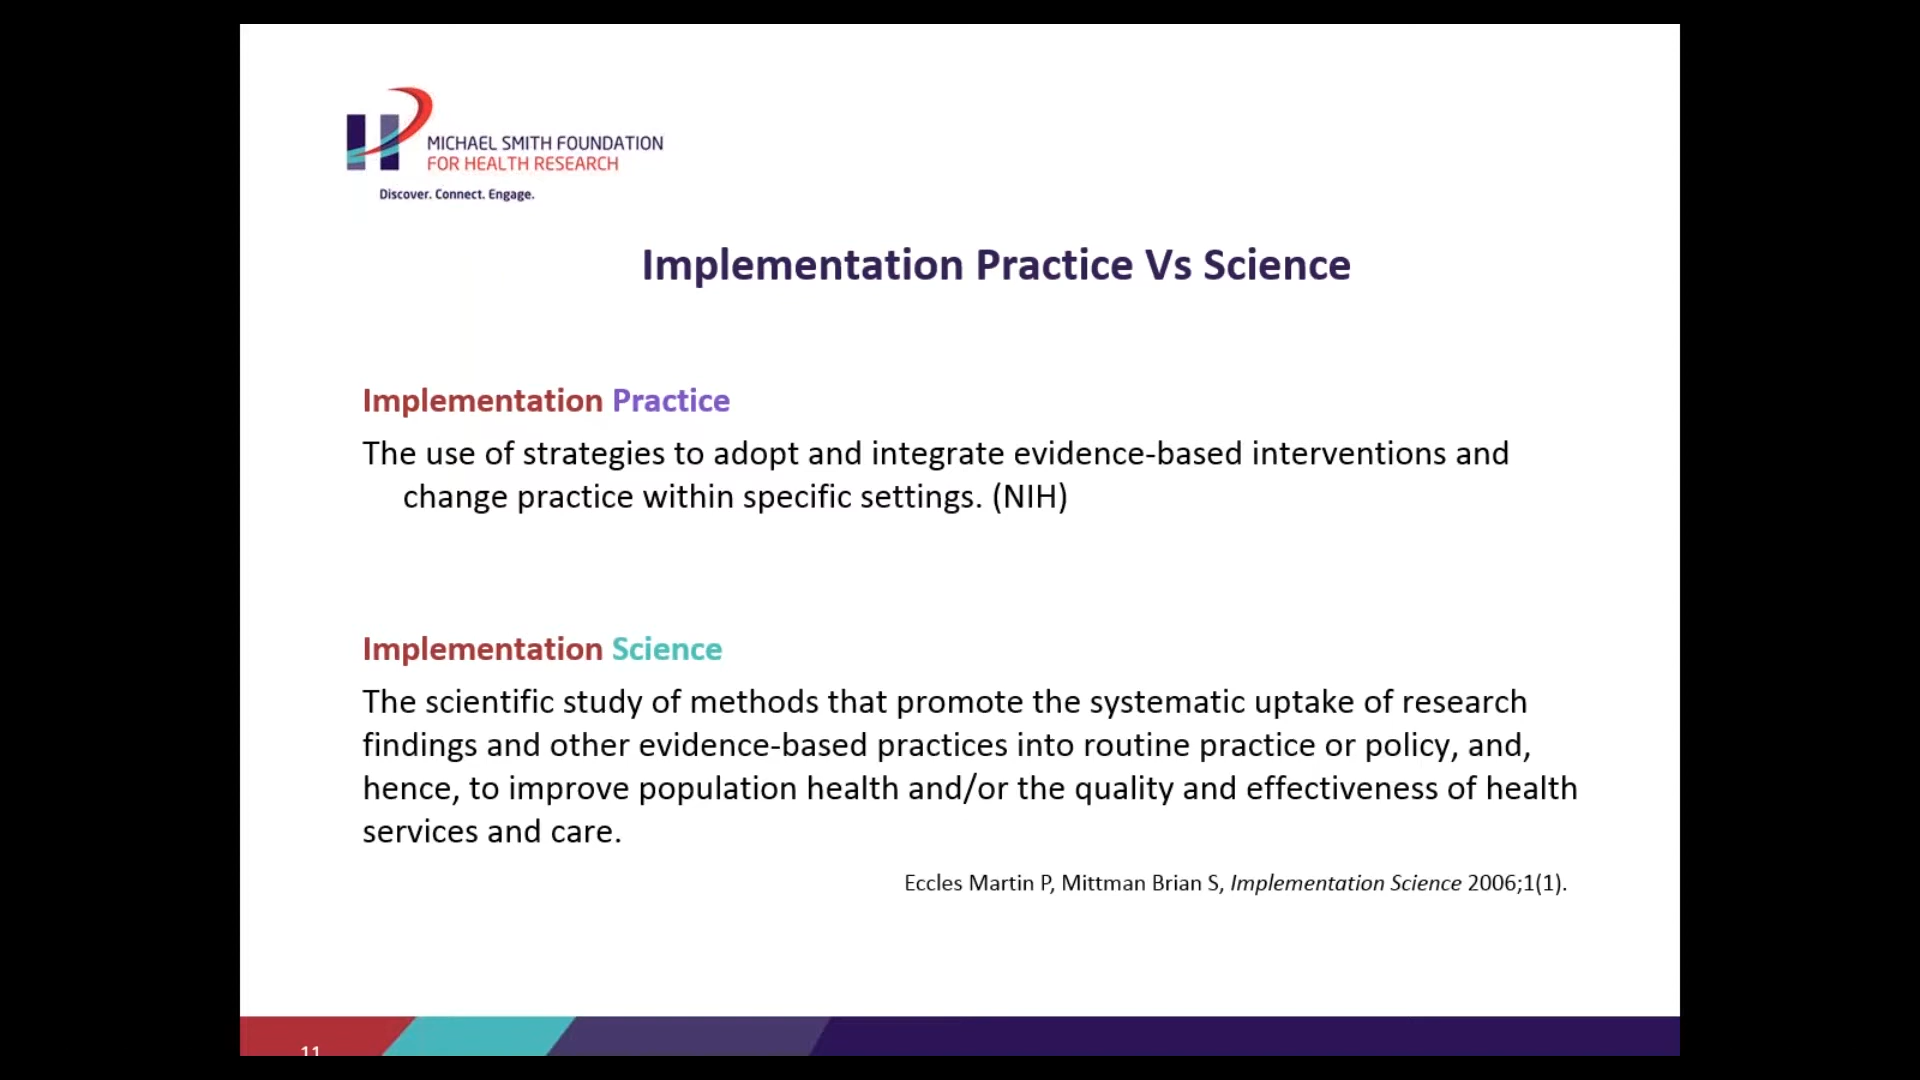 MICHAEL SMITH FOUNDATION
FOR HEALTH RESEARCH
Discover. Connect. Engage.
Implementation Practice Vs Science
Implementation Practice
The use of strategies to adopt and integrate evidence-based interventions and
change practice within specific settings. (NIH)
Implementation Science
The scientific study of methods that promote the systematic uptake of research
findings and other evidence-based practices into routine practice or policy, and,
hence, to improve population health and/or the quality and effectiveness of health
services and care.
Eccles Martin P, Mittman Brian S, Implementation Science 2006;1(1).
11